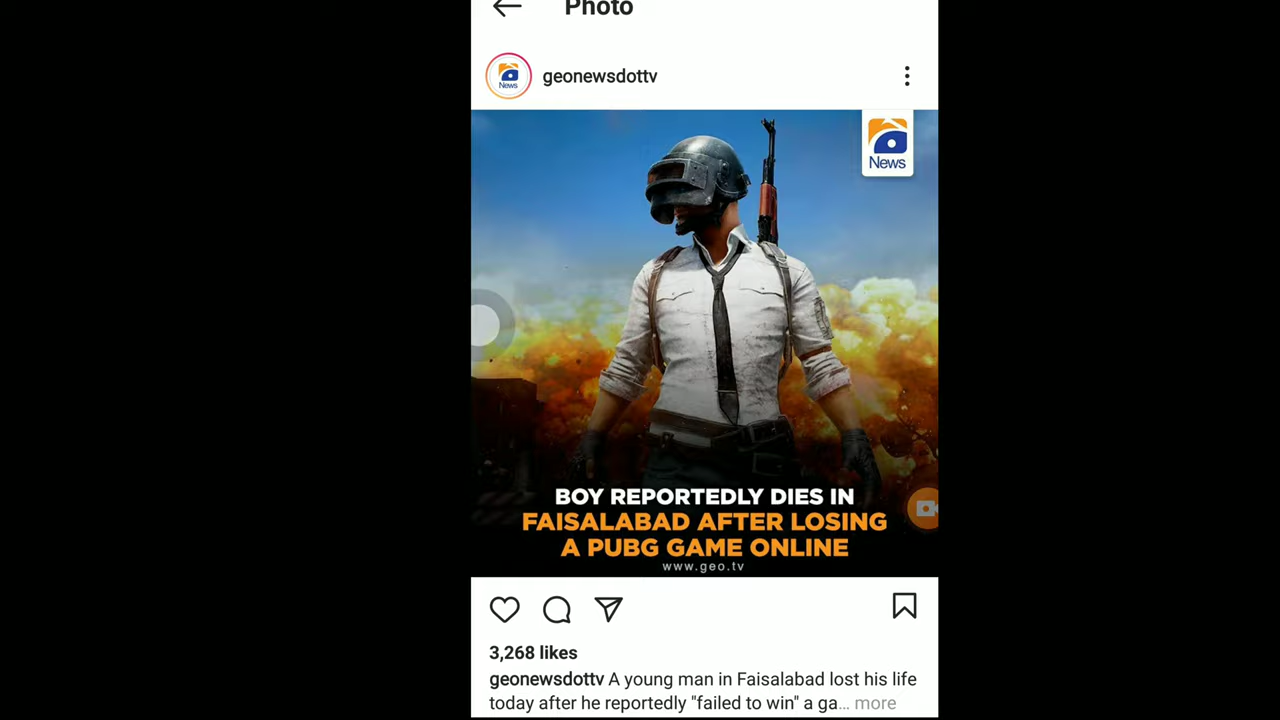 Photo
News
geonewsdottv
News
BOY REPORTEDLY DIES IN
FAISALABAD AFTER LOSING
A PUBG GAME ONLINE
www.geo.tv
3,268 likes
geonewsdottv A young man in Faisalabad lost his life
today after he reportedly "failed to win" a ga... more